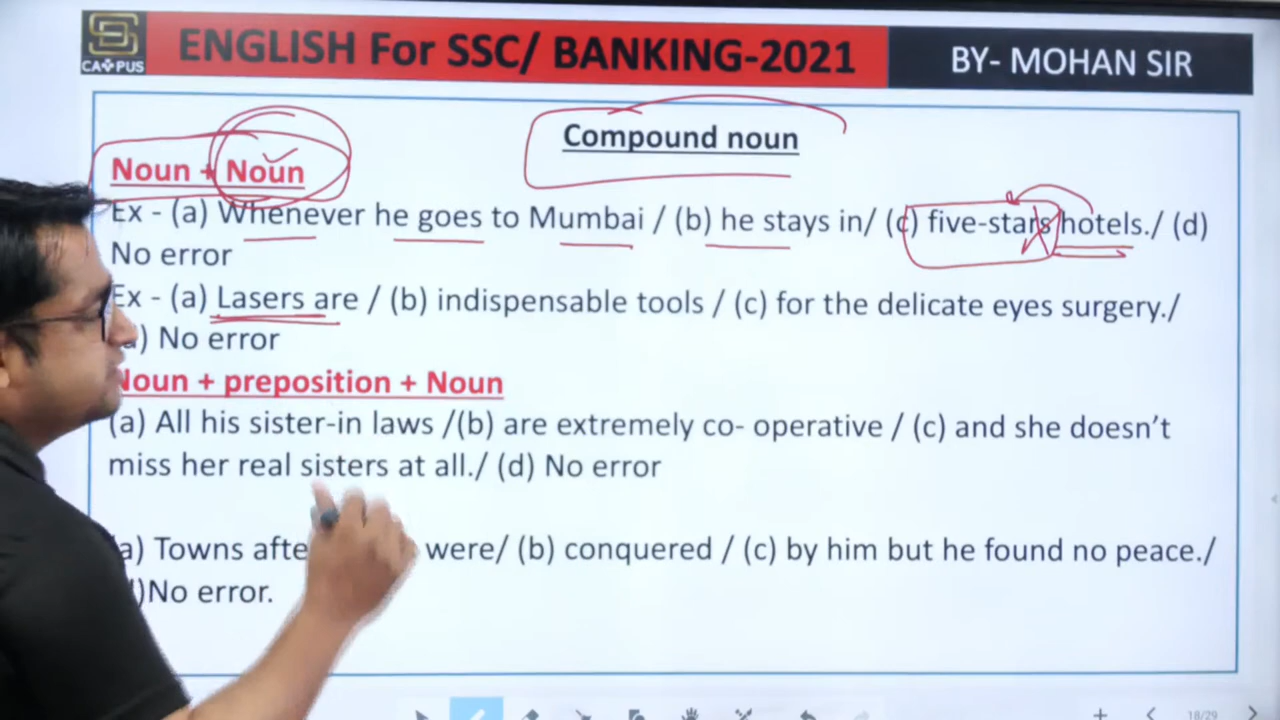 CAMPUS
ENGLISH For SSC/ BANKING-2021
BY- MOHAN SIR
Compound noun
Noun + Noun
Ex - (a) Whenever he goes to Mumbai / (b) he stays in/ (c) five-stars hotels./ (d)
No error
Ex - (a) Lasers are / (b) indispensable tools / (c) for the delicate eyes surgery./
) No error
Noun + preposition + Noun
(a) All his sister-in laws /(b) are extremely co- operative / (c) and she doesn't
miss her real sisters at all./ (d) No error
a) Towns were/ (b) conquered / (c) by him but he found no peace./
)No error.
18/29